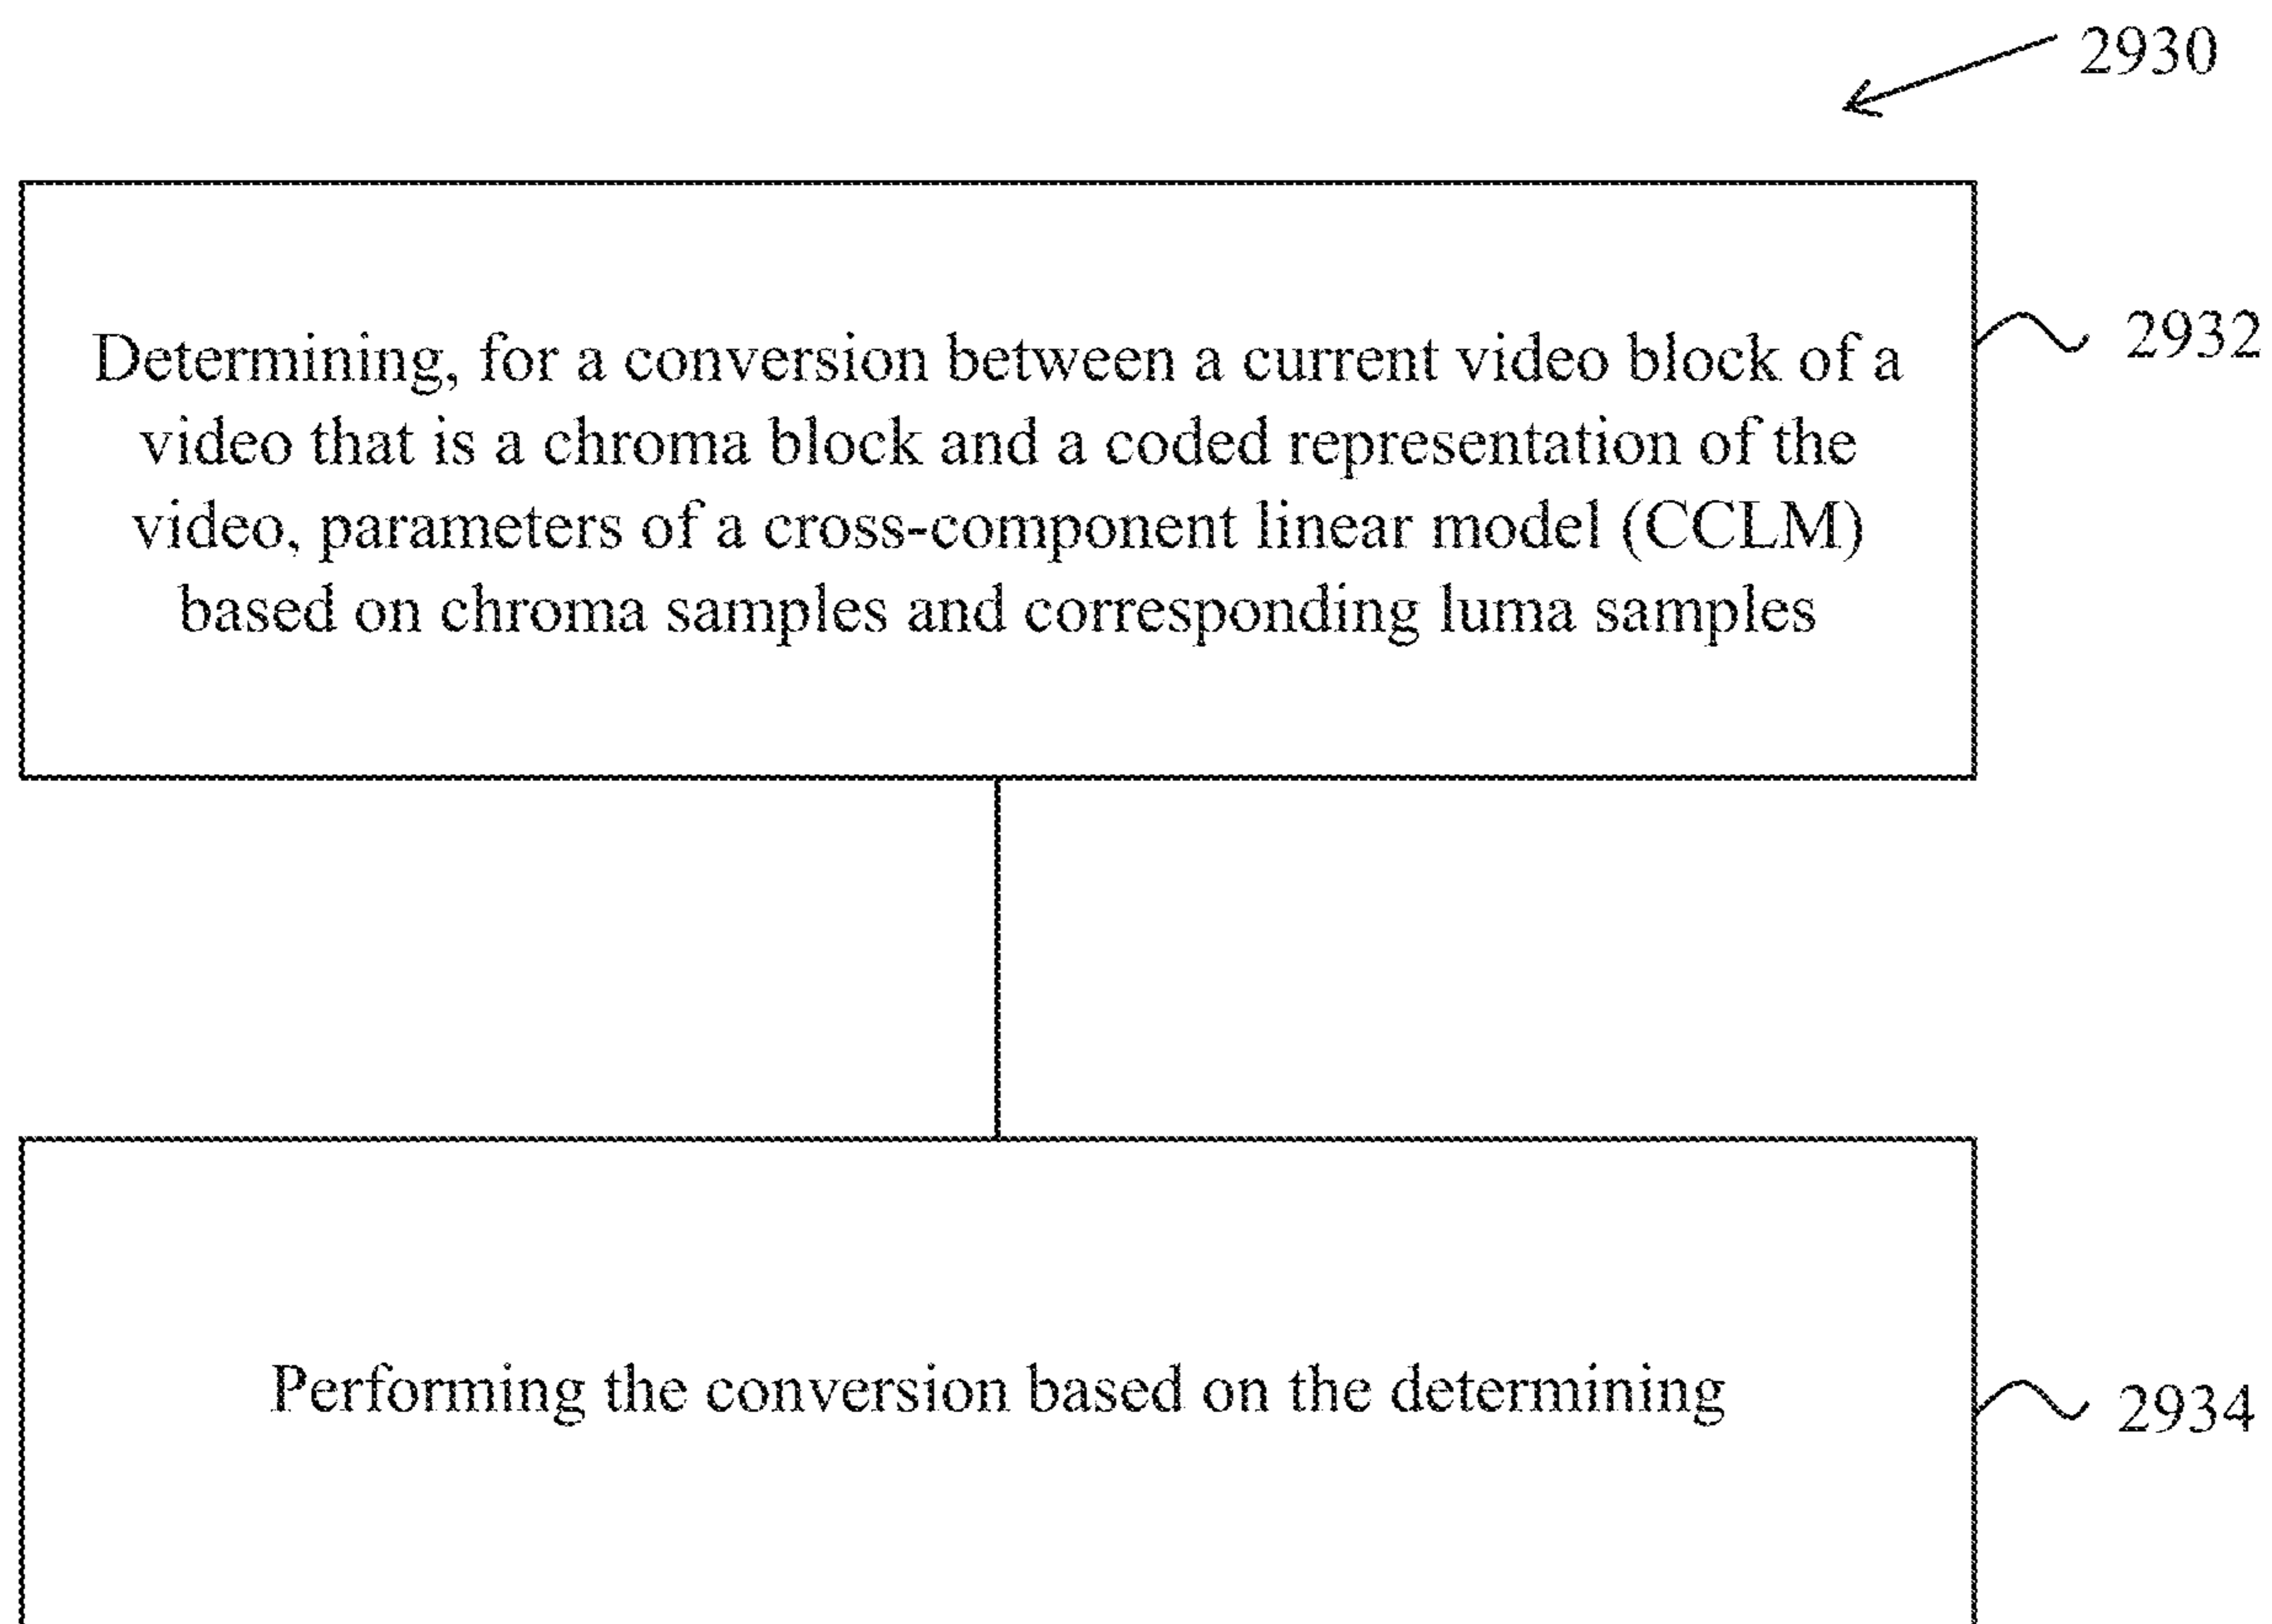 2930
Determining, for a conversion between a current video block of a
video that is a chroma block and a coded representation of the
video, parameters of a cross-component linear model (CCLM)
based on chroma samples and corresponding luma samples
2932
Performing the conversion based on the determining
2934